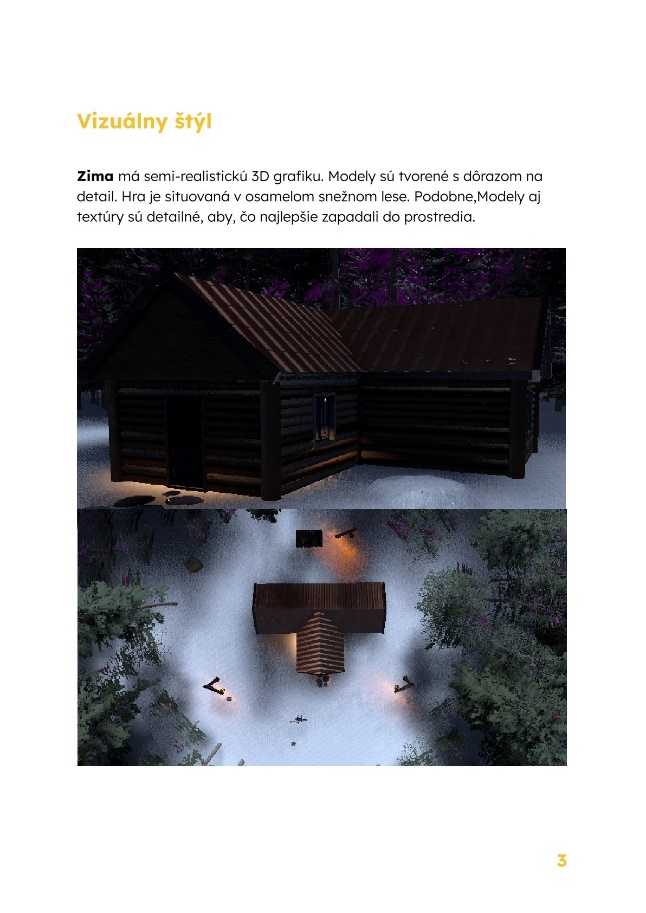 Vizuálny štýl
Zima má semi-realistickú 3D grafiku. Modely sú tvorené s dôrazom na
detail. Hra je situovaná v osamelom snežnom lese. Podobne,Modely aj
textúry sú detailné, aby, čo najlepšie zapadali do prostredia.
3